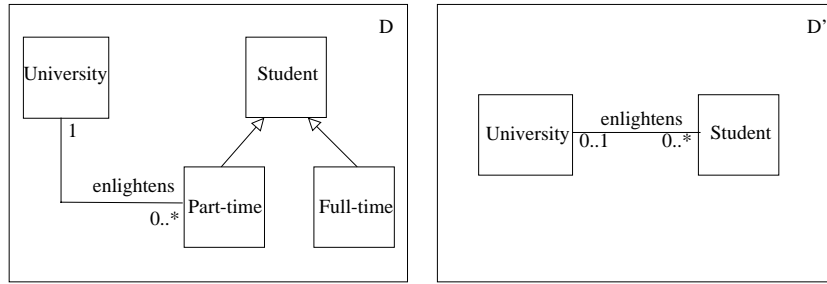 D
University
Student
1
enlightens
0..*
Part-time
Full-time
D'
University
enlightens
0..1
0..*
Student